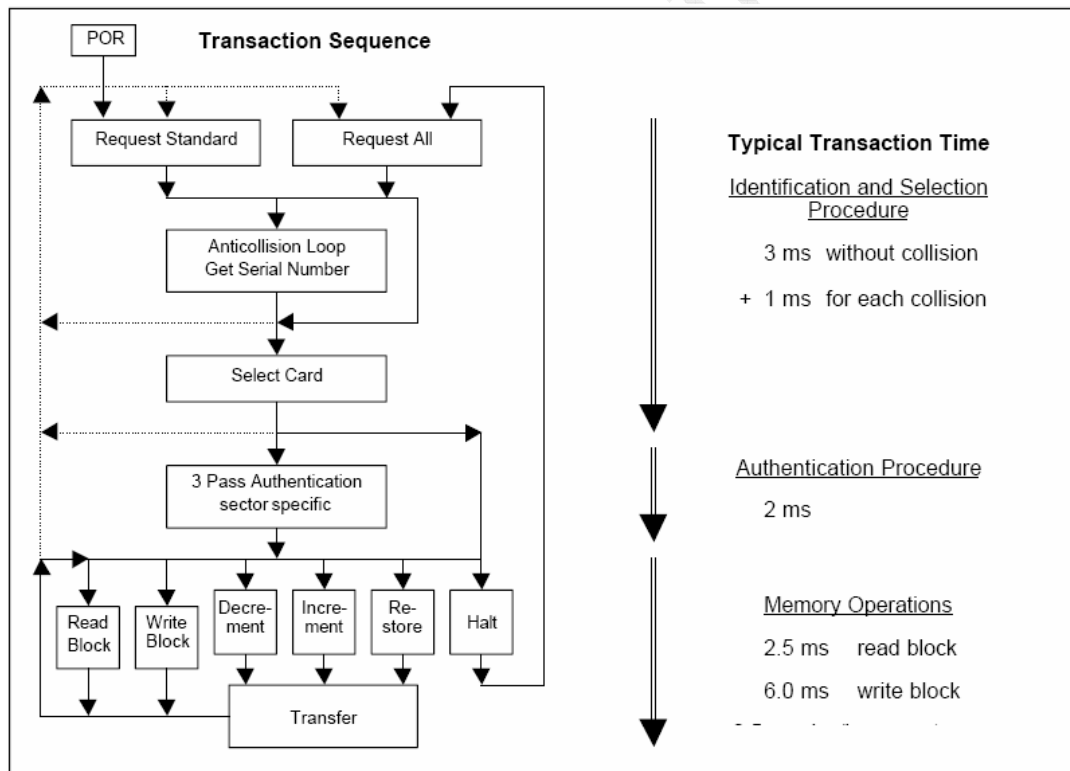 POR
Transaction Sequence
Request Standard
Request All
Anticollision Loop
Get Serial Number
Select Card
3 Pass Authentication
sector specific
Read
Block
Write
Block
Decre-
ment
Incre-
ment
Re-
store
Halt
Transfer
Typical Transaction Time
Identification and Selection
Procedure
3 ms without collision
+ 1 ms for each collision
Authentication Procedure
2 ms
Memory Operations
2.5 ms read block
6.0 ms write block